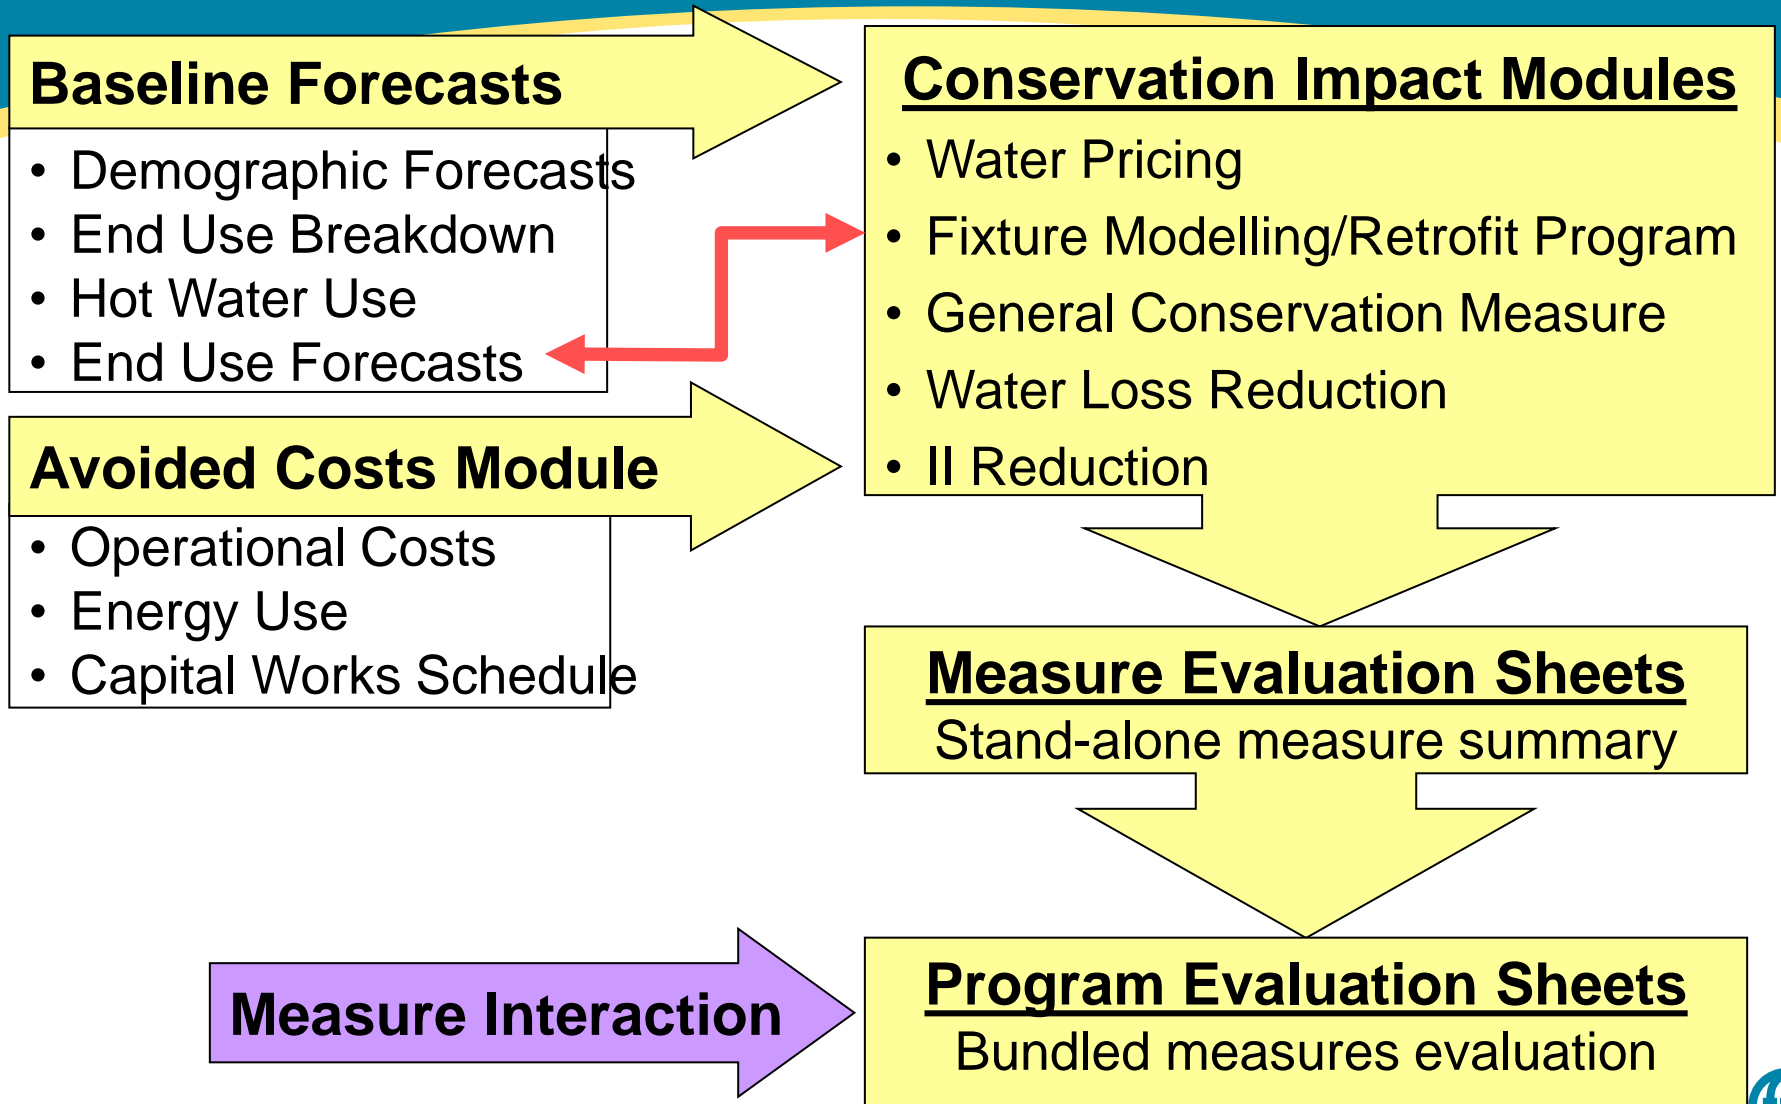 Baseline Forecasts
• Demographic Forecasts
• End Use Breakdown
• Hot Water Use
• End Use Forecasts
Avoided Costs Module
• Operational Costs
• Energy Use
• Capital Works Schedule
Conservation Impact Modules
• Water Pricing
• Fixture Modelling/Retrofit Program
• General Conservation Measure
• Water Loss Reduction
• II Reduction
Measure Evaluation Sheets
Stand-alone measure summary
Measure Interaction
Program Evaluation Sheets
Bundled measures evaluation